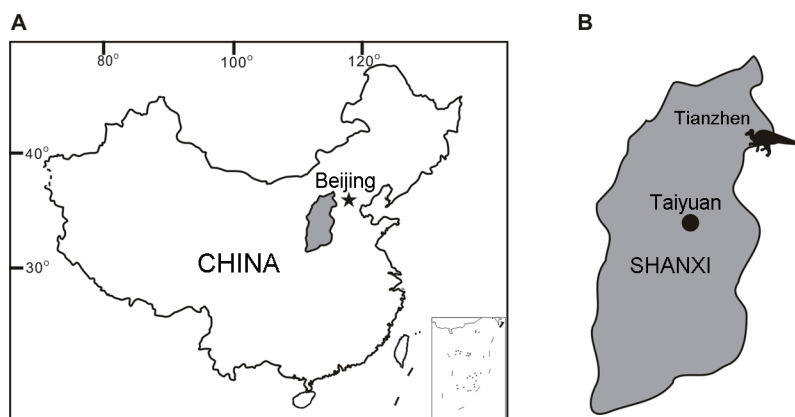 A
B
80°
100°
120°
40°
30°
Beijing
CHINA
Tianzhen
Taiyuan
SHANXI